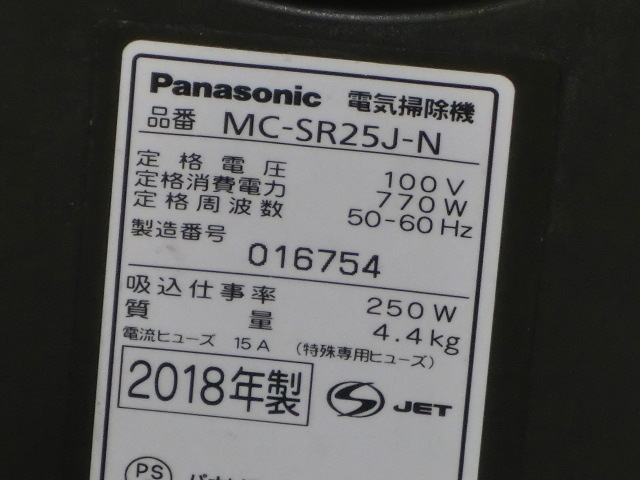 Panasonic 電気掃除機
品番 MC-SR25J-N
定格電圧 100V
定格消費電力 770W
定格周波数 50-60Hz
製造番号
016754
吸込仕事率 250W
質量 4.4kg
電流ヒューズ 15A (特殊専用ヒューズ)
2018年製 S JET
PS